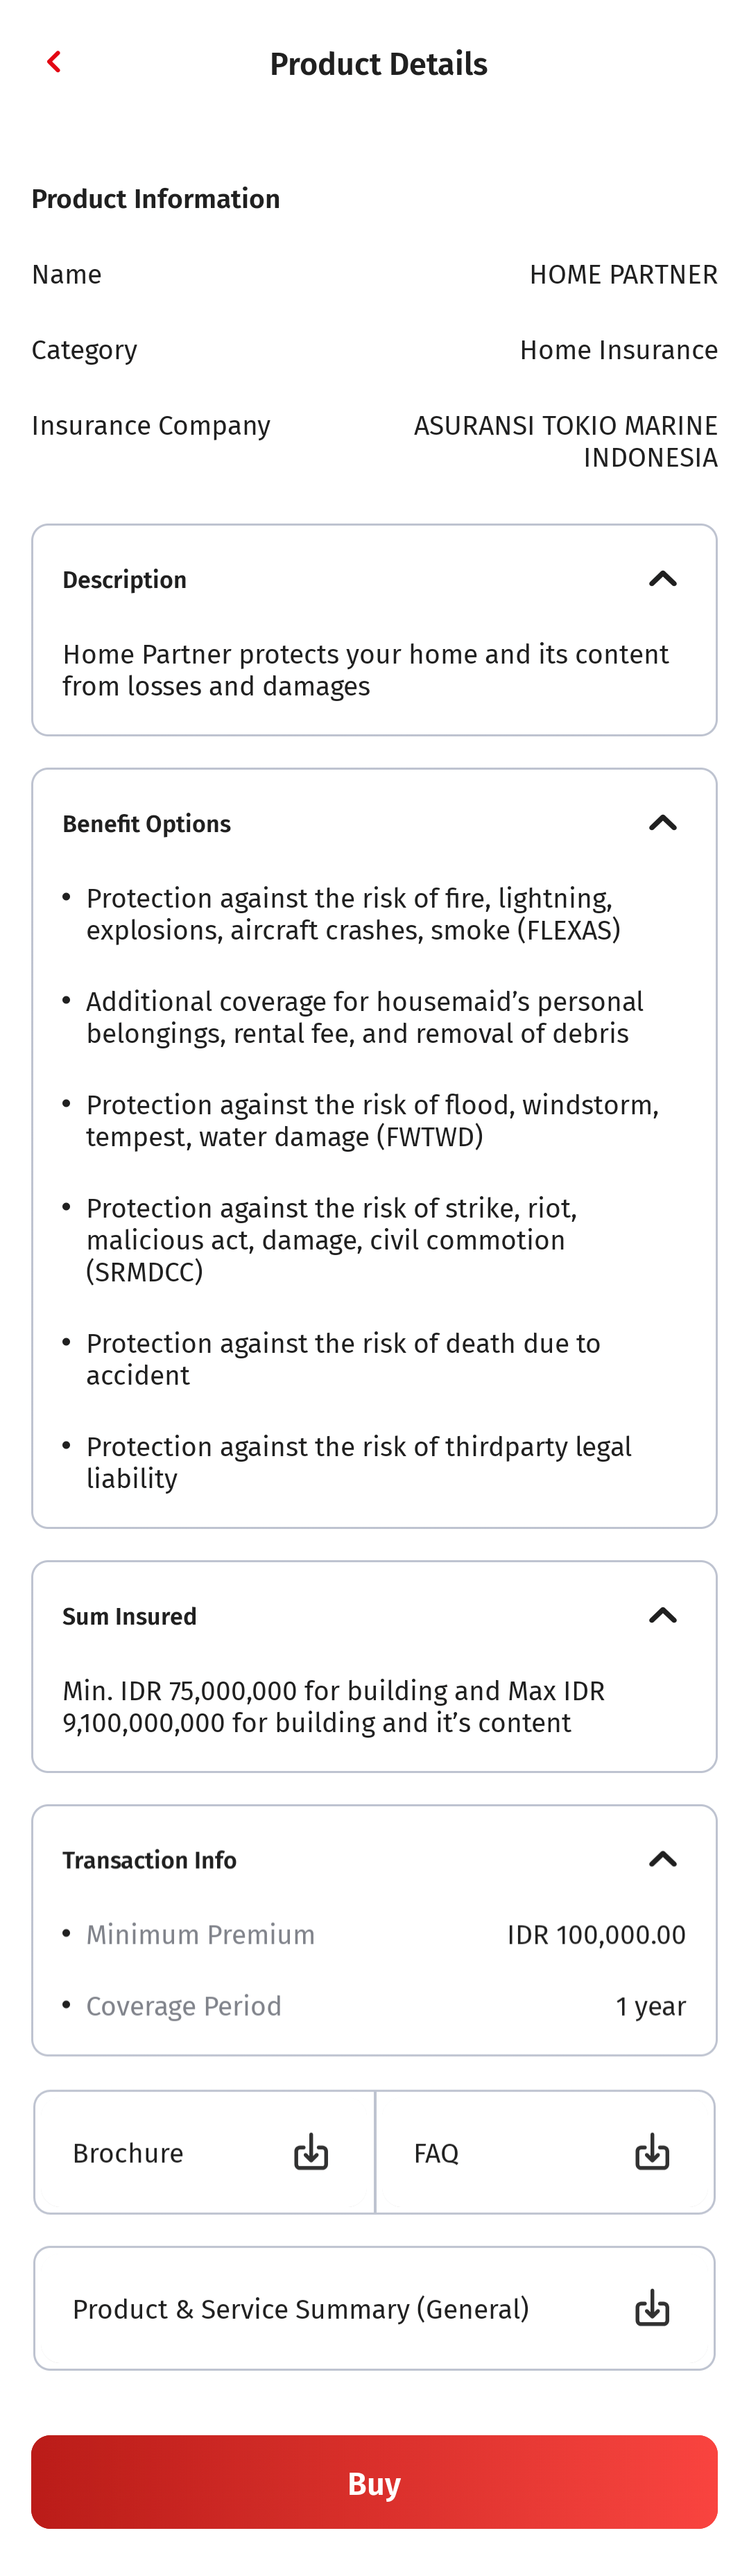 Product Details
Product Information
Name
HOME PARTNER
Category
Home Insurance
Insurance Company
ASURANSI TOKIO MARINE
INDONESIA
Description
Home Partner protects your home and its content
from losses and damages
Benefit Options
• Protection against the risk of fire, lightning,
explosions, aircraft crashes, smoke (FLEXAS)
• Additional coverage for housemaid’s personal
belongings, rental fee, and removal of debris
• Protection against the risk of flood, windstorm,
tempest, water damage (FWTWD)
• Protection against the risk of strike, riot,
malicious act, damage, civil commotion
(SRMDCC)
• Protection against the risk of death due to
accident
• Protection against the risk of thirdparty legal
liability
Sum Insured
Min. IDR 75,000,000 for building and Max IDR
9,100,000,000 for building and it’s content
Transaction Info
• Minimum Premium
IDR 100,000.00
• Coverage Period
1 year
Brochure
FAQ
Product & Service Summary (General)
Buy